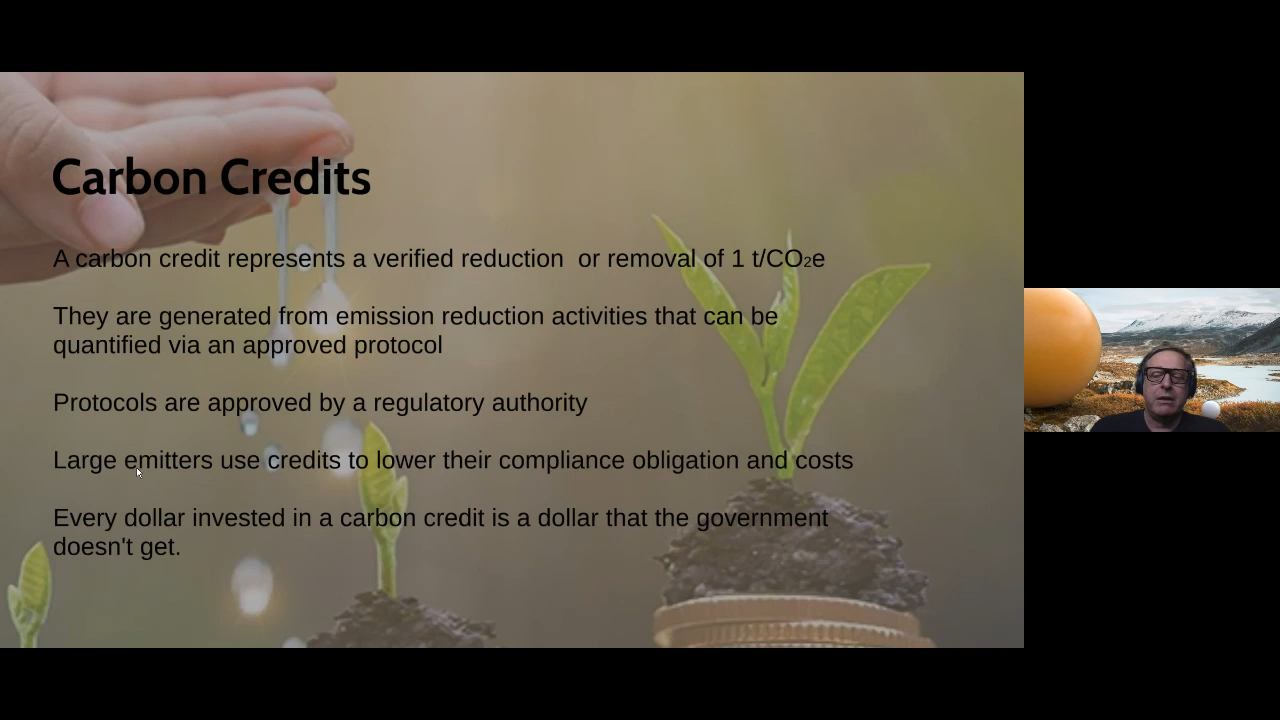 Carbon Credits
A carbon credit represents a verified reduction  or removal of 1 t/CO₂e
They are generated from emission reduction activities that can be
quantified via an approved protocol
Protocols are approved by a regulatory authority
Large emitters use credits to lower their compliance obligation and costs
Every dollar invested in a carbon credit is a dollar that the government
doesn't get.